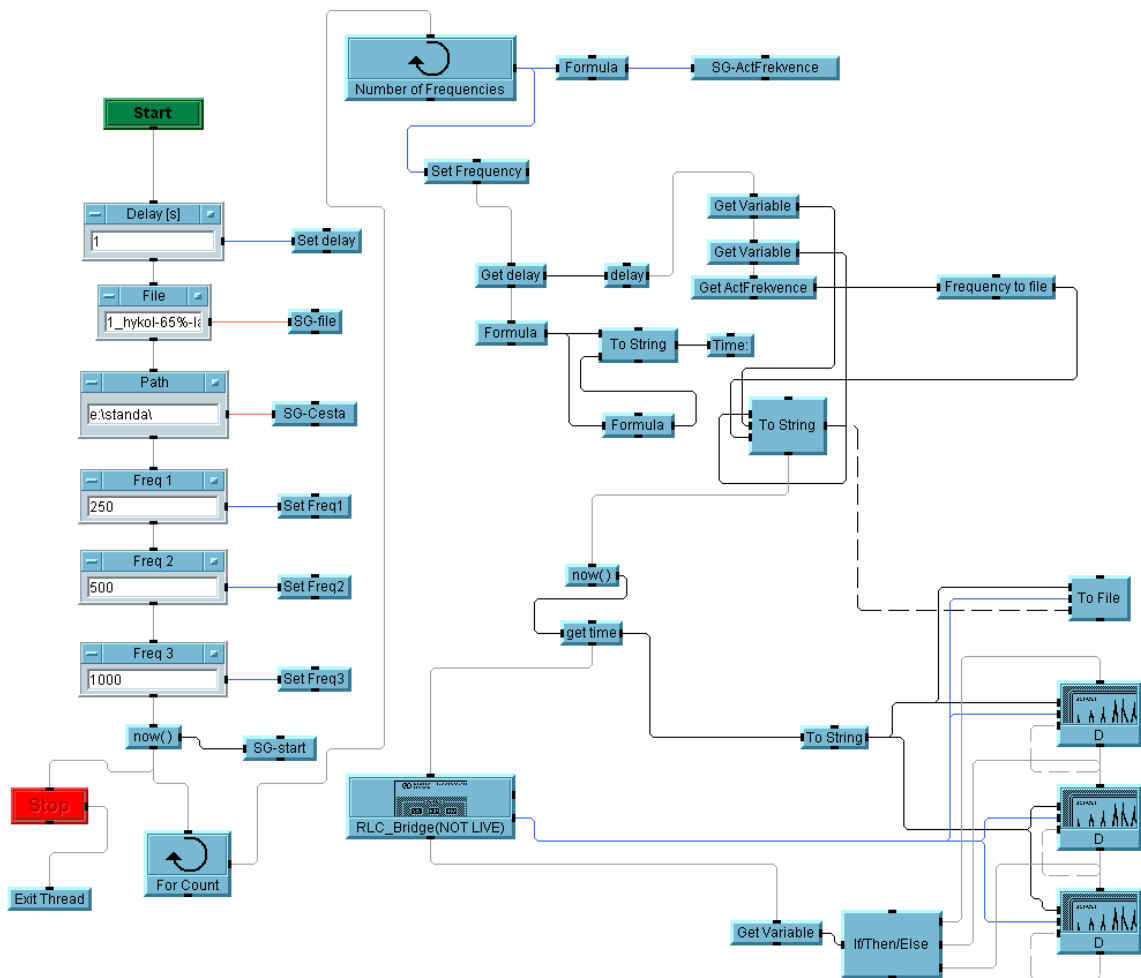 Start
Delay [s]
1
Set delay
File
1_hykol-65%-la
SG-file
Path
e:\standa\
SG-Cesta
Freq 1
250
Set Freq1
Freq 2
500
Set Freq2
Freq 3
1000
Set Freq3
now()
SG-start
Stop
Exit Thread
For Count
Number of Frequencies
Formula
SG-ActFrekvence
Set Frequency
Get Variable
Get Variable
Get delay
delay
Get ActFrekvence
Frequency to file
Formula
To String
Time:
Formula
To String
now()
get time
To File
To String
D
D
D
RLC_Bridge(NOT LIVE)
Get Variable
If/Then/Else